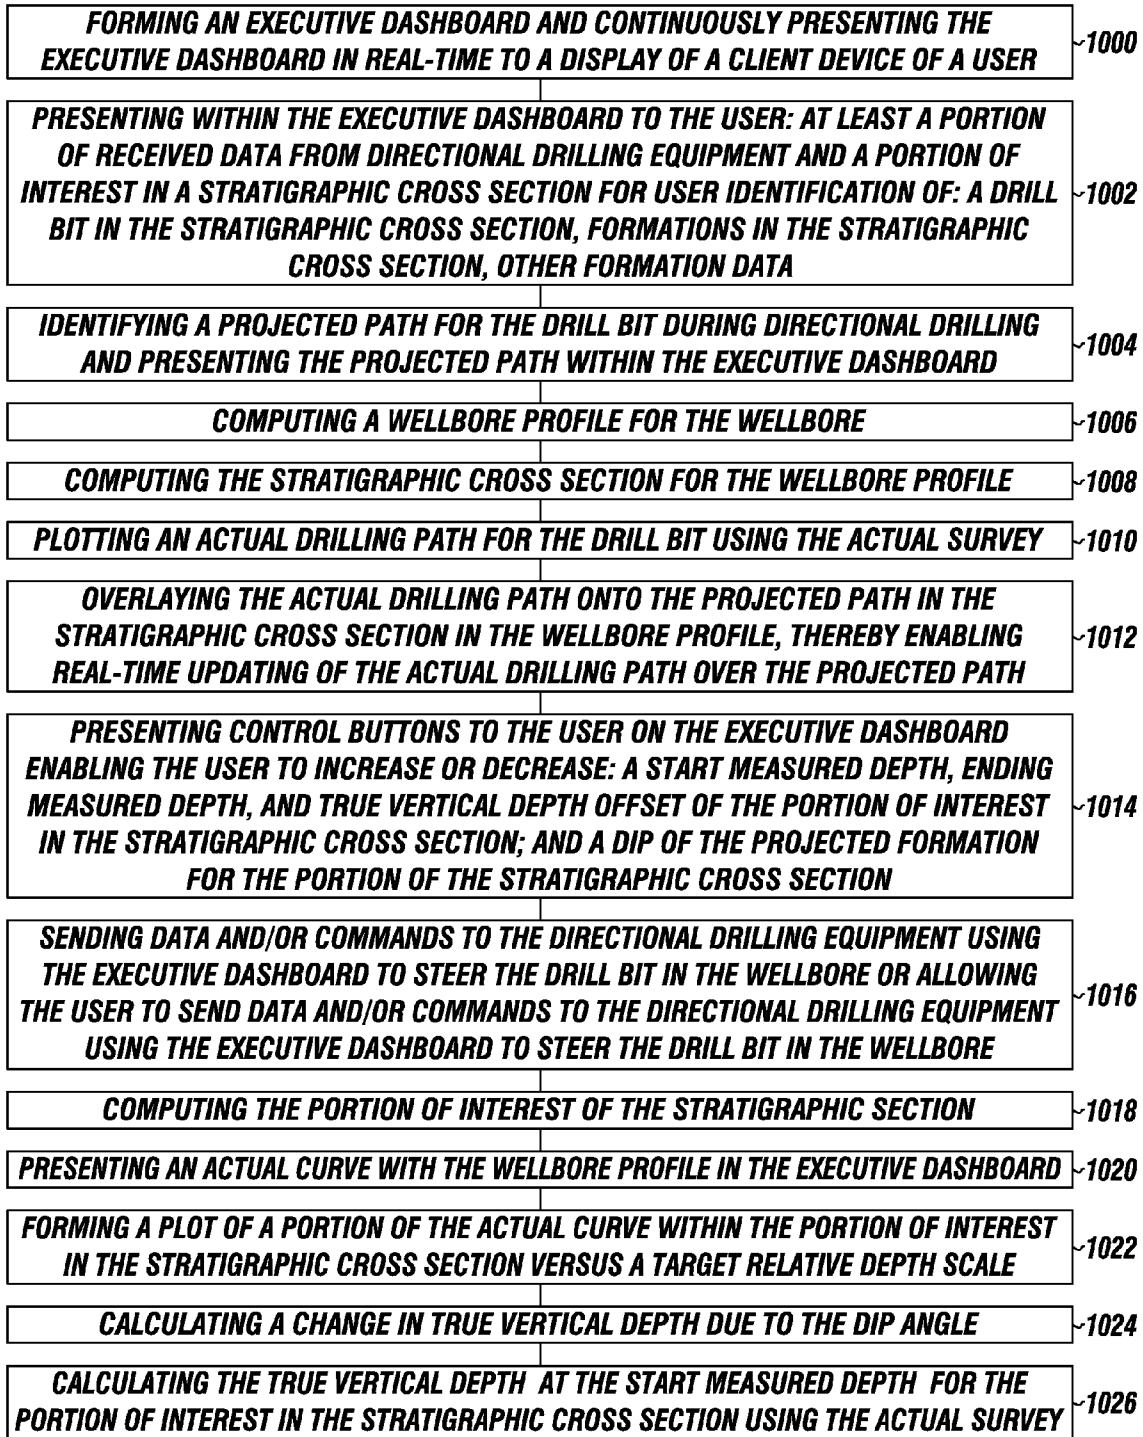 FORMING AN EXECUTIVE DASHBOARD AND CONTINUOUSLY PRESENTING THE
EXECUTIVE DASHBOARD IN REAL-TIME TO A DISPLAY OF A CLIENT DEVICE OF A USER
1000
PRESENTING WITHIN THE EXECUTIVE DASHBOARD TO THE USER: AT LEAST A PORTION
OF RECEIVED DATA FROM DIRECTIONAL DRILLING EQUIPMENT AND A PORTION OF
INTEREST IN A STRATIGRAPHIC CROSS SECTION FOR USER IDENTIFICATION OF: A DRILL
BIT IN THE STRATIGRAPHIC CROSS SECTION, FORMATIONS IN THE STRATIGRAPHIC
CROSS SECTION, OTHER FORMATION DATA
1002
IDENTIFYING A PROJECTED PATH FOR THE DRILL BIT DURING DIRECTIONAL DRILLING
AND PRESENTING THE PROJECTED PATH WITHIN THE EXECUTIVE DASHBOARD
1004
COMPUTING A WELLBORE PROFILE FOR THE WELLBORE
1006
COMPUTING THE STRATIGRAPHIC CROSS SECTION FOR THE WELLBORE PROFILE
1008
PLOTTING AN ACTUAL DRILLING PATH FOR THE DRILL BIT USING THE ACTUAL SURVEY
1010
OVERLAYING THE ACTUAL DRILLING PATH ONTO THE PROJECTED PATH IN THE
STRATIGRAPHIC CROSS SECTION IN THE WELLBORE PROFILE, THEREBY ENABLING
REAL-TIME UPDATING OF THE ACTUAL DRILLING PATH OVER THE PROJECTED PATH
1012
PRESENTING CONTROL BUTTONS TO THE USER ON THE EXECUTIVE DASHBOARD
ENABLING THE USER TO INCREASE OR DECREASE: A START MEASURED DEPTH, ENDING
MEASURED DEPTH, AND TRUE VERTICAL DEPTH OFFSET OF THE PORTION OF INTEREST
IN THE STRATIGRAPHIC CROSS SECTION; AND A DIP OF THE PROJECTED FORMATION
FOR THE PORTION OF THE STRATIGRAPHIC CROSS SECTION
1014
SENDING DATA AND/OR COMMANDS TO THE DIRECTIONAL DRILLING EQUIPMENT USING
THE EXECUTIVE DASHBOARD TO STEER THE DRILL BIT IN THE WELLBORE OR ALLOWING
THE USER TO SEND DATA AND/OR COMMANDS TO THE DIRECTIONAL DRILLING EQUIPMENT
USING THE EXECUTIVE DASHBOARD TO STEER THE DRILL BIT IN THE WELLBORE
1016
COMPUTING THE PORTION OF INTEREST OF THE STRATIGRAPHIC SECTION
1018
PRESENTING AN ACTUAL CURVE WITH THE WELLBORE PROFILE IN THE EXECUTIVE DASHBOARD
1020
FORMING A PLOT OF A PORTION OF THE ACTUAL CURVE WITHIN THE PORTION OF INTEREST
IN THE STRATIGRAPHIC CROSS SECTION VERSUS A TARGET RELATIVE DEPTH SCALE
1022
CALCULATING A CHANGE IN TRUE VERTICAL DEPTH DUE TO THE DIP ANGLE
1024
CALCULATING THE TRUE VERTICAL DEPTH AT THE START MEASURED DEPTH FOR THE
PORTION OF INTEREST IN THE STRATIGRAPHIC CROSS SECTION USING THE ACTUAL SURVEY
1026